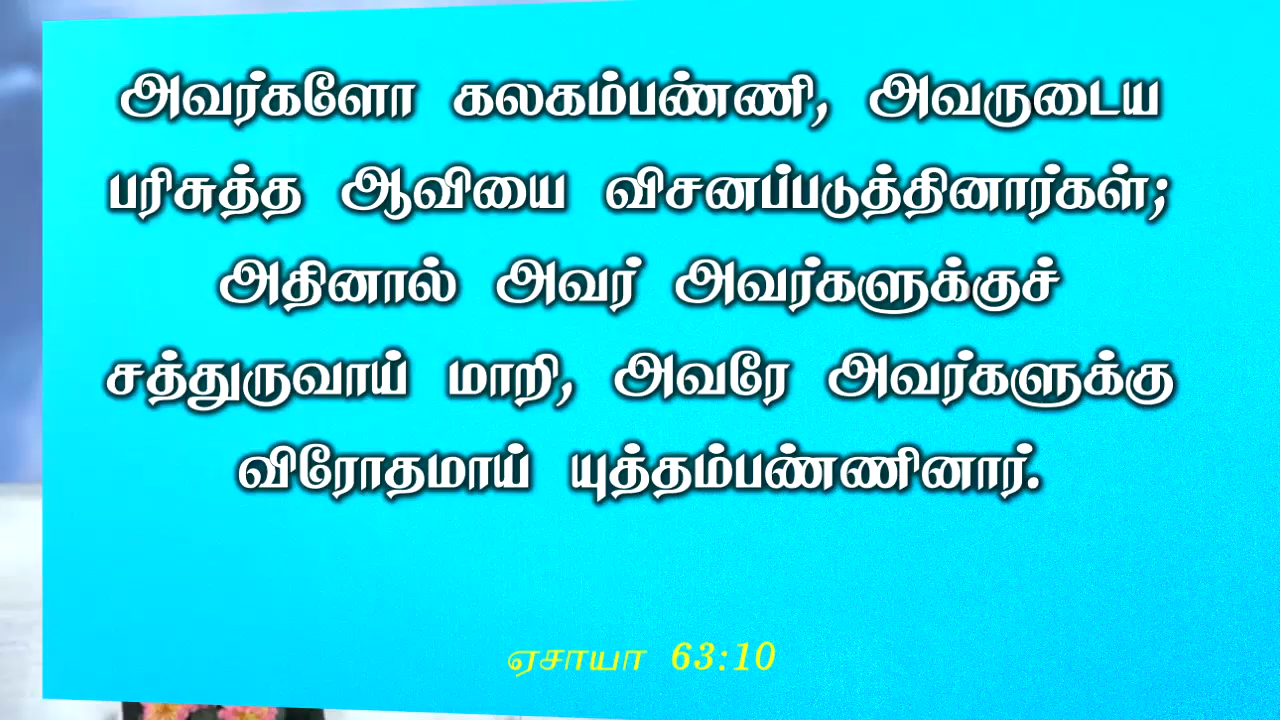 அவர்களோ கலகம்பண்ணி, அவருடைய
பரிசுத்த ஆவியை விசனப்படுத்தினார்கள்;
அதினால் அவர் அவர்களுக்குச்
சத்துருவாய் மாறி, அவரே அவர்களுக்கு
விரோதமாய் யுத்தம்பண்ணினார்.
ஏசாயா 63:10